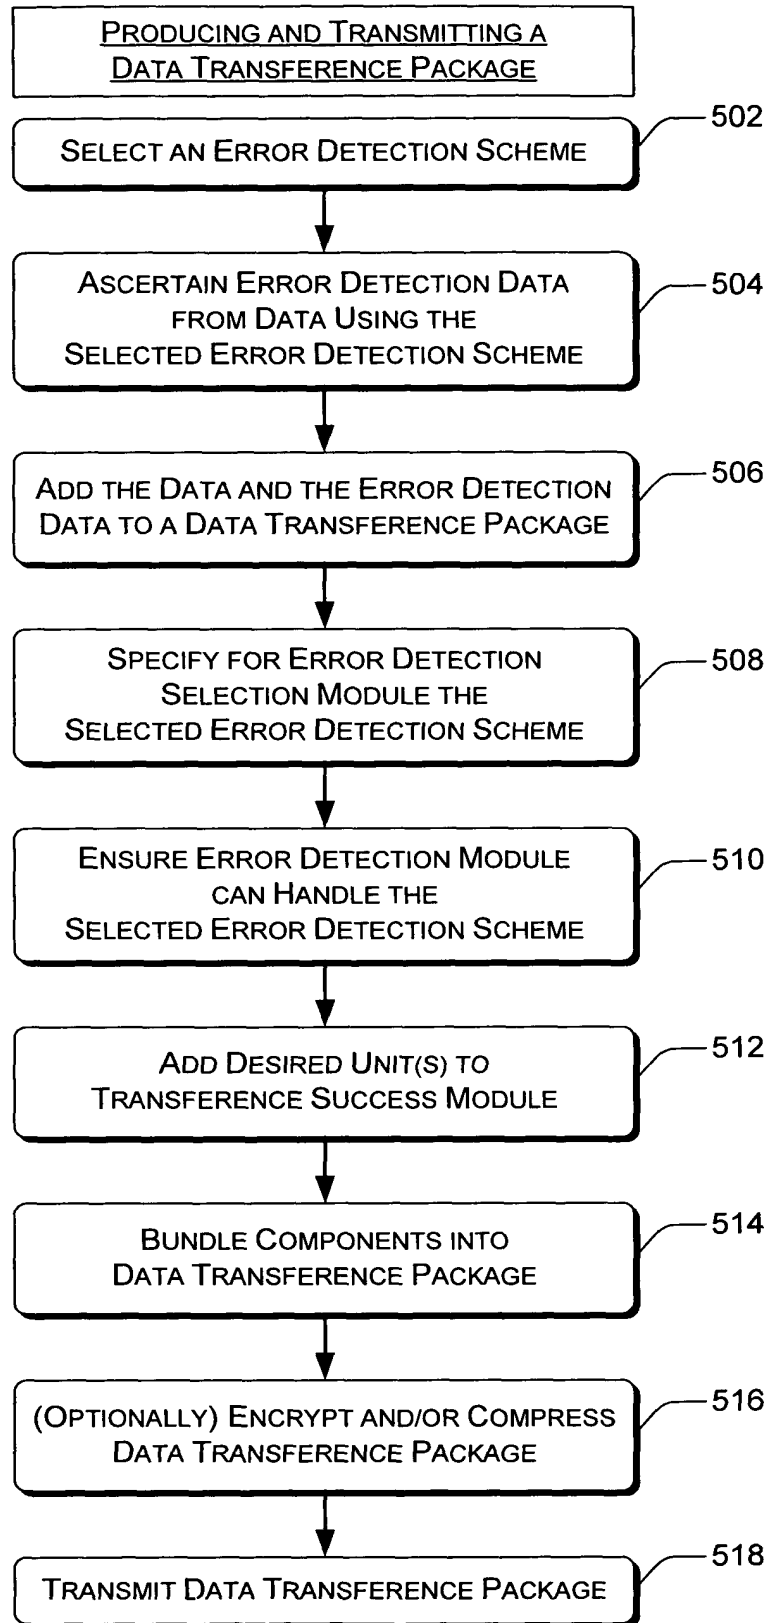 PRODUCING AND TRANSMITTING A
DATA TRANSFERENCE PACKAGE
502
SELECT AN ERROR DETECTION SCHEME
504
ASCERTAIN ERROR DETECTION DATA
FROM DATA USING THE
SELECTED ERROR DETECTION SCHEME
506
ADD THE DATA AND THE ERROR DETECTION
DATA TO A DATA TRANSFERENCE PACKAGE
508
SPECIFY FOR ERROR DETECTION
SELECTION MODULE THE
SELECTED ERROR DETECTION SCHEME
510
ENSURE ERROR DETECTION MODULE
CAN HANDLE THE
SELECTED ERROR DETECTION SCHEME
512
ADD DESIRED UNIT(S) TO
TRANSFERENCE SUCCESS MODULE
514
BUNDLE COMPONENTS INTO
DATA TRANSFERENCE PACKAGE
516
(OPTIONALLY) ENCRYPT AND/OR COMPRESS
DATA TRANSFERENCE PACKAGE
518
TRANSMIT DATA TRANSFERENCE PACKAGE